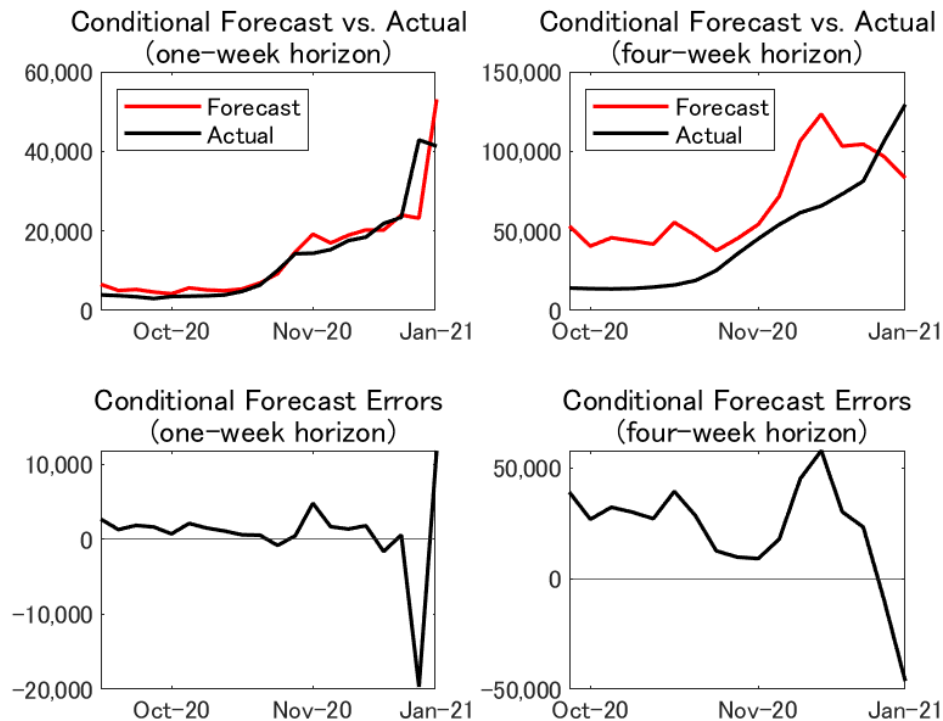 Conditional Forecast vs. Actual
(one-week horizon)
60,000
40,000
20,000
0
Forecast
Actual
Oct-20
Nov-20
Jan-21
Conditional Forecast vs. Actual
(four-week horizon)
150,000
100,000
50,000
0
Forecast
Actual
Oct-20
Nov-20
Jan-21
Conditional Forecast Errors
(one-week horizon)
10,000
0
-10,000
-20,000
Oct-20
Nov-20
Jan-21
Conditional Forecast Errors
(four-week horizon)
50,000
0
-50,000
Oct-20
Nov-20
Jan-21